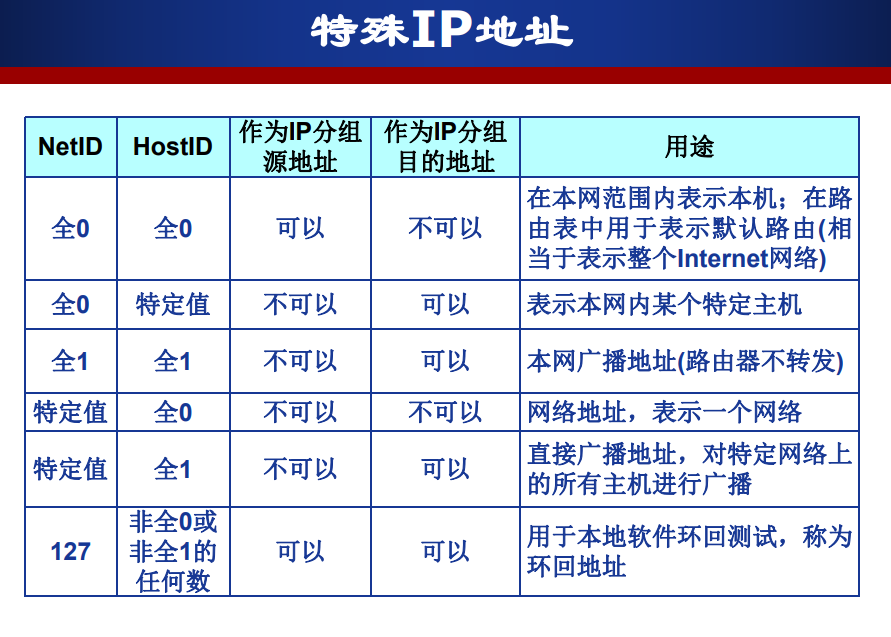 特殊IP地址
NetID
HostID
作为IP分组
源地址
作为IP分组
目的地址
用途
全0
全0
可以
不可以
在本网范围内表示本机；在路
由表中用于表示默认路由(相
当于表示整个Internet网络)
全0
特定值
不可以
可以
表示本网内某个特定主机
全1
全1
不可以
可以
本网广播地址(路由器不转发)
特定值
全0
不可以
不可以
网络地址，表示一个网络
特定值
全1
不可以
可以
直接广播地址，对特定网络上
的所有主机进行广播
127
非全0或
非全1的
任何数
可以
可以
用于本地软件环回测试，称为
环回地址